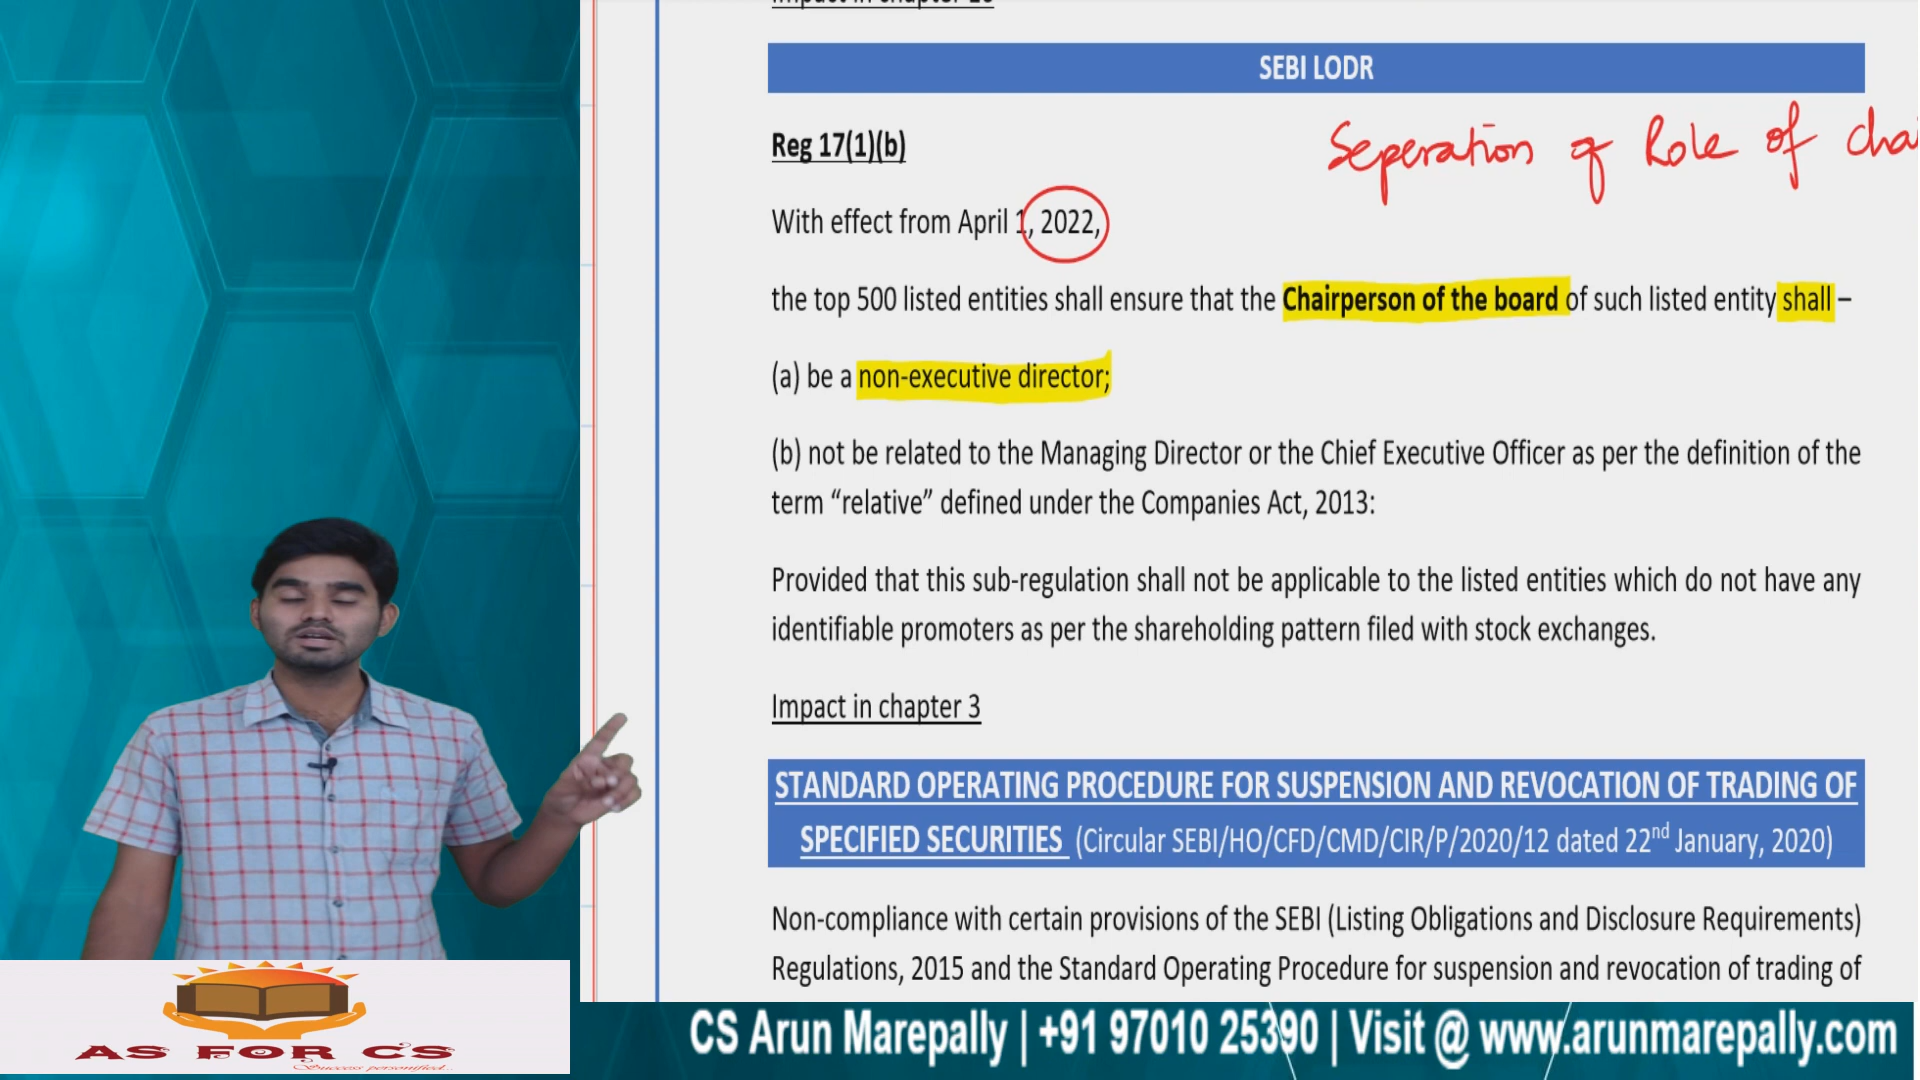 Impact in chapter
SEBI LODR
Reg 17(1)(b)
Seperation of Role of chai
With effect from April 1, 2022,
the top 500 listed entities shall ensure that the Chairperson of the board of such listed entity shall –
(a) be a non-executive director;
(b) not be related to the Managing Director or the Chief Executive Officer as per the definition of the
term “relative” defined under the Companies Act, 2013:
Provided that this sub-regulation shall not be applicable to the listed entities which do not have any
identifiable promoters as per the shareholding pattern filed with stock exchanges.
Impact in chapter 3
STANDARD OPERATING PROCEDURE FOR SUSPENSION AND REVOCATION OF TRADING OF
SPECIFIED SECURITIES (Circular SEBI/HO/CFD/CMD/CIR/P/2020/12 dated 22nd January, 2020)
Non-compliance with certain provisions of the SEBI (Listing Obligations and Disclosure Requirements)
Regulations, 2015 and the Standard Operating Procedure for suspension and revocation of trading of
AS FOR CS
Success personified...
CS Arun Marepally | +91 97010 25390 | Visit @ www.arunmarepally.com